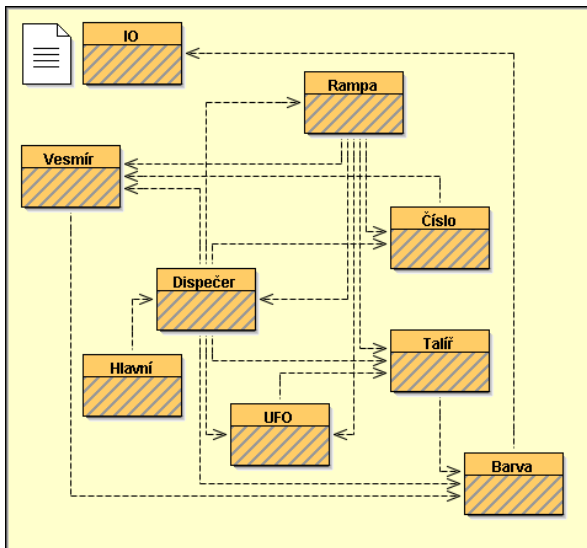 IO
Rampa
Vesmír
Číslo
Dispečer
Talíř
Hlavní
UFO
Barva